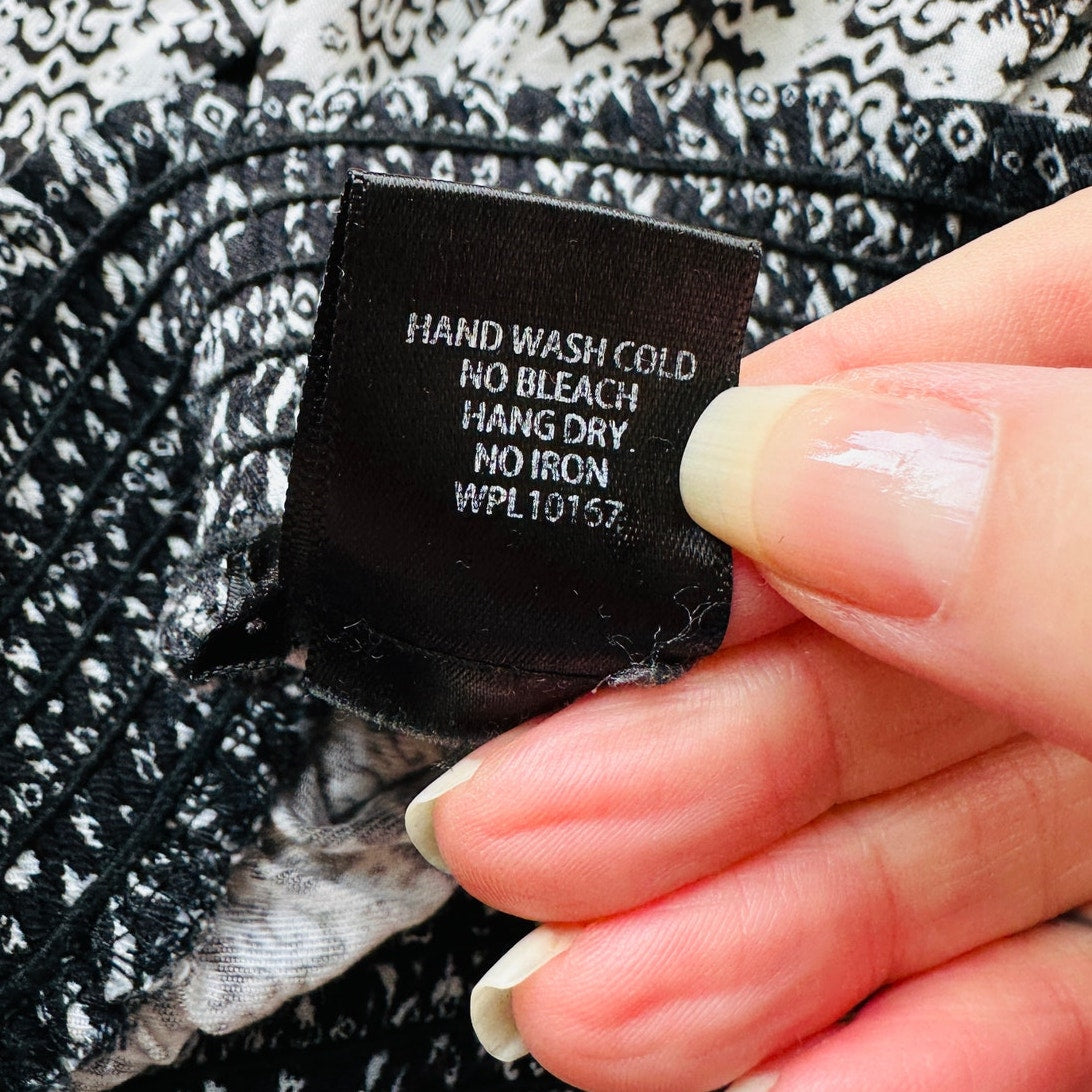 HAND WASH COLD
NO BLEACH
HANG DRY
NO IRON
WPL10167